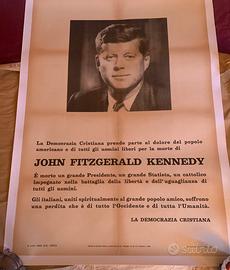 La Democrazia Cristiana prende parte al dolore del popolo
americano e di tutti gli uomini liberi per la morte di
JOHN FITZGERALD KENNEDY
È morto un grande Presidente, un grande Statista, un cattolico
impegnato nella battaglia della libertà e dell'uguaglianza di
tutti gli uomini.
Gli italiani, uniti spiritualmente al grande popolo amico, soffrono
una perdita che è di tutto l'Occidente e di tutta l'Umanità.
LA DEMOCRAZIA CRISTIANA
subito